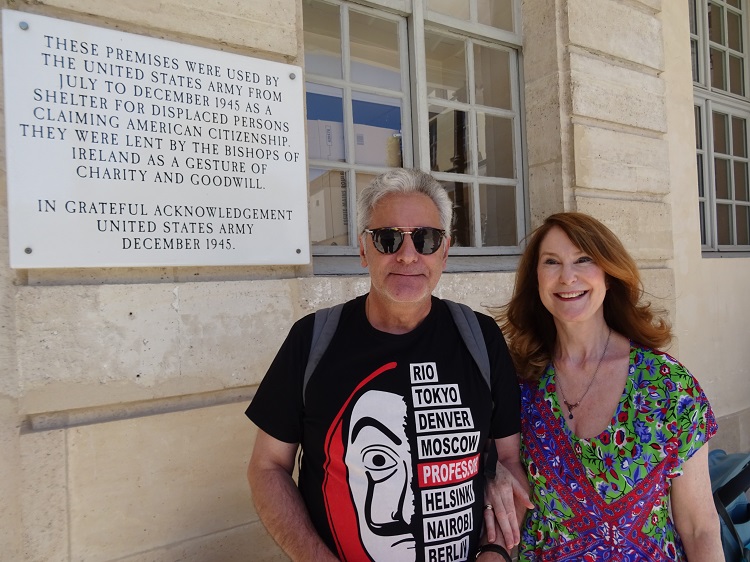 THESE PREMISES WERE USED BY
THE UNITED STATES ARMY FROM
JULY TO DECEMBER 1945 AS A
SHELTER FOR DISPLACED PERSONS
CLAIMING AMERICAN CITIZENSHIP.
THEY WERE LENT BY THE BISHOPS OF
IRELAND AS A GESTURE OF
CHARITY AND GOODWILL.
IN GRATEFUL ACKNOWLEDGEMENT
UNITED STATES ARMY
DECEMBER 1945.
RIO
TOKYO
DENVER
MOSCOW
PROFESSOR
HELSINKI
NAIROBI
BERLIN